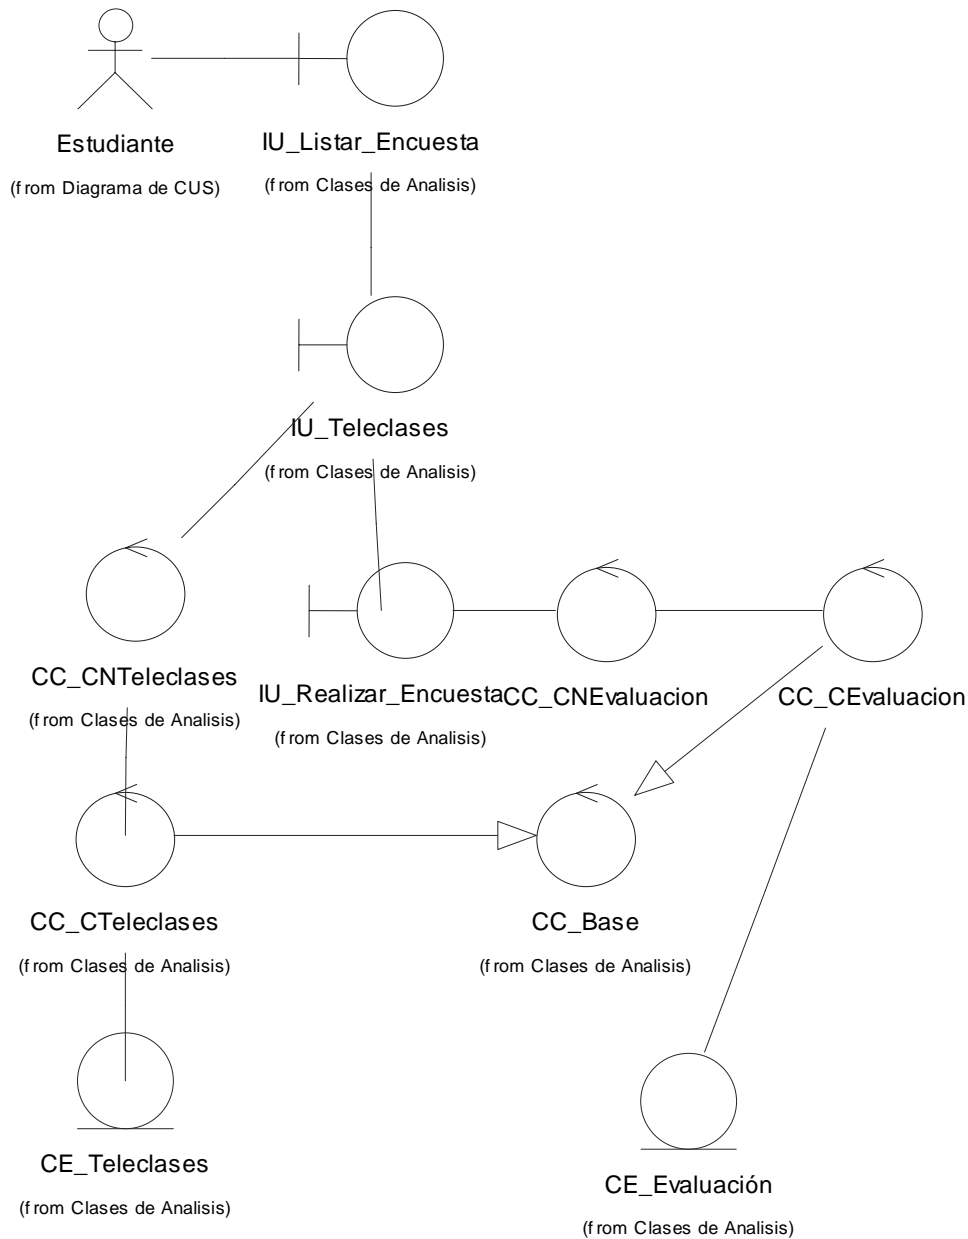 Estudiante
(from Diagrama de CUS)
IU_Listar_Encuesta
(from Clases de Analisis)
IU_Teleclases
(from Clases de Analisis)
CC_CNTeleclases
(from Clases de Analisis)
IU_Realizar_Encuesta
(from Clases de Analisis)
CC_CNEvaluacion
CC_CEvaluacion
CC_CTeleclases
(from Clases de Analisis)
CC_Base
(from Clases de Analisis)
CE_Teleclases
(from Clases de Analisis)
CE_Evaluación
(from Clases de Analisis)